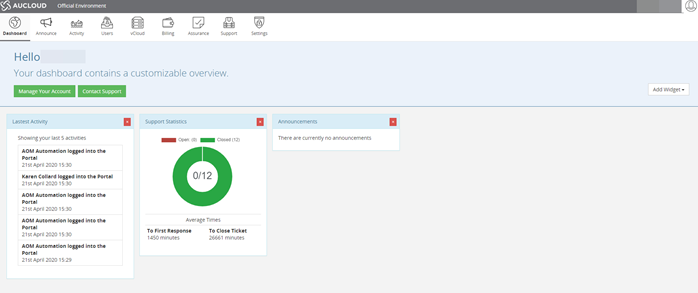 AUCLOUD Official Environment
Dashboard Announce Activity Users vCloud Billing Assurance Support Settings
Hello
Your dashboard contains a customizable overview.
Manage Your Account Contact Support
Add Widget
Lastest Activity
Showing your last 5 activities
AOM Automation logged into the
Portal
21st April 2020 15:30
Karen Collard logged into the Portal
21st April 2020 15:30
AOM Automation logged into the
Portal
21st April 2020 15:30
AOM Automation logged into the
Portal
21st April 2020 15:30
AOM Automation logged into the
Portal
21st April 2020 15:29
Support Statistics
Open (0) Closed (12)
0/12
Average Times
To First Response To Close Ticket
1450 minutes 26661 minutes
Announcements
There are currently no announcements